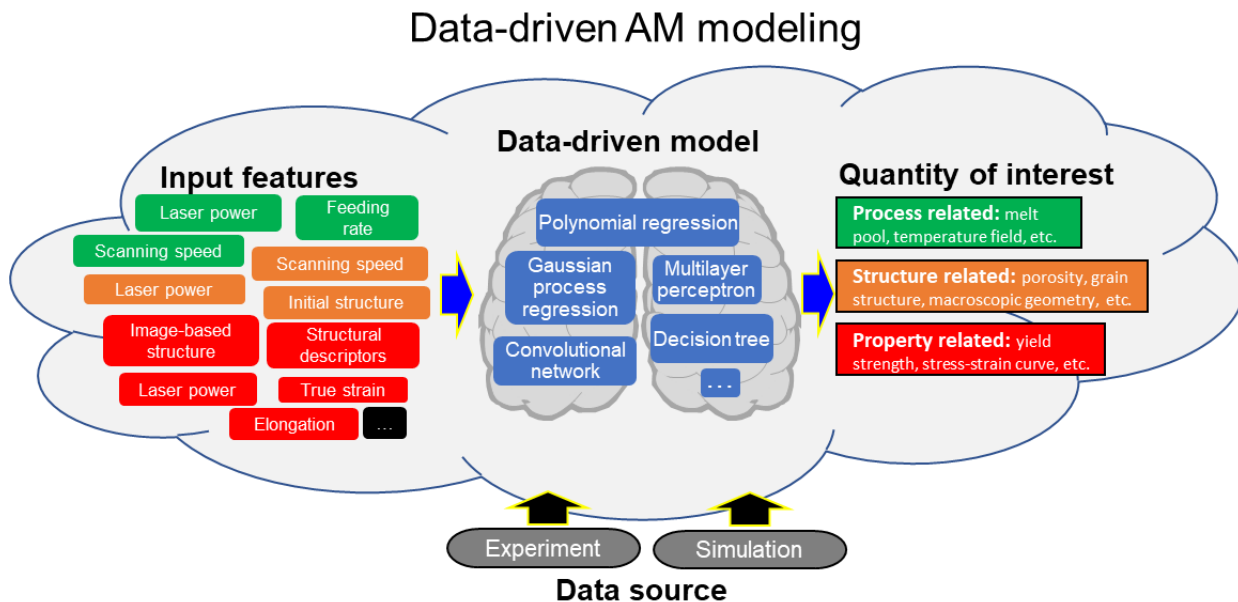 Data-driven AM modeling
Input features
Laser power
Feeding
rate
Scanning speed
Scanning speed
Laser power
Initial structure
Image-based
structure
Structural
descriptors
Laser power
True strain
Elongation
...
Data-driven model
Polynomial regression
Gaussian
process
regression
Multilayer
perceptron
Convolutional
network
Decision tree
...
Quantity of interest
Process related: melt
pool, temperature field, etc.
Structure related: porosity, grain
structure, macroscopic geometry, etc.
Property related: yield
strength, stress-strain curve, etc.
Experiment
Simulation
Data source